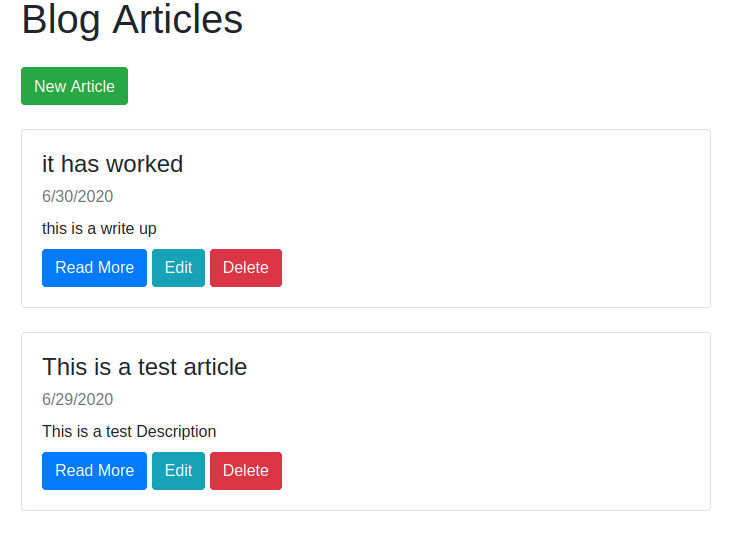 Blog Articles
New Article
it has worked
6/30/2020
this is a write up
Read More Edit Delete
This is a test article
6/29/2020
This is a test Description
Read More Edit Delete